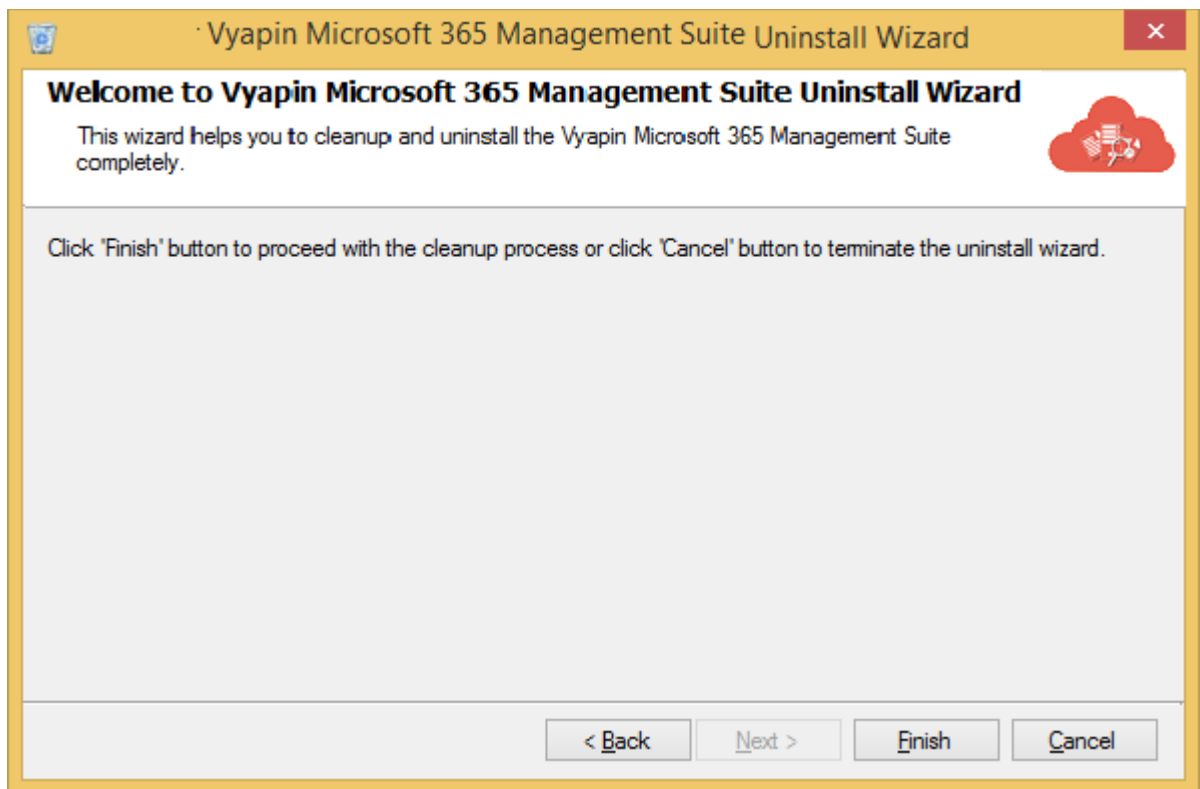 Vyapin Microsoft 365 Management Suite Uninstall Wizard
Welcome to Vyapin Microsoft 365 Management Suite Uninstall Wizard
This wizard helps you to cleanup and uninstall the Vyapin Microsoft 365 Management Suite
completely.
Click 'Finish' button to proceed with the cleanup process or click 'Cancel' button to terminate the uninstall wizard.
< Back Next > Finish Cancel